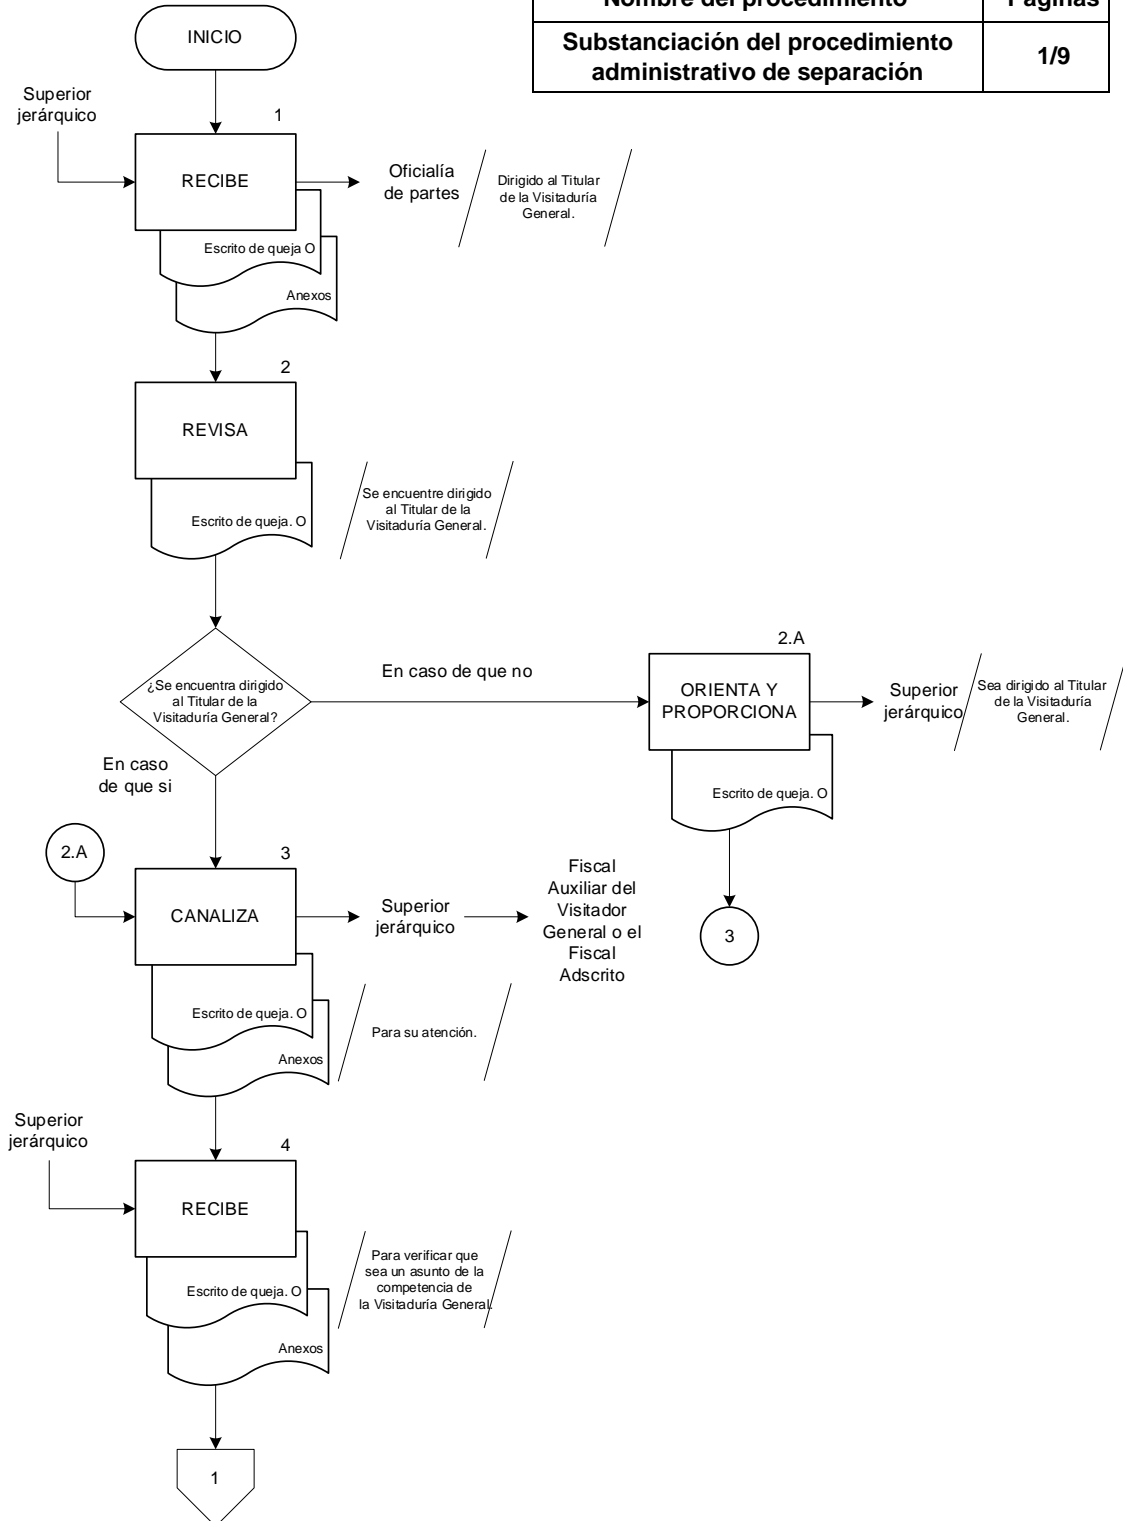 Nombre del procedimiento
Páginas
Substanciación del procedimiento
administrativo de separación
1/9
INICIO
Superior
jerárquico
1
RECIBE
Escrito de queja O
Anexos
Oficialía
de partes
Dirigido al Titular
de la Visitaduría
General.
2
REVISA
Escrito de queja. O
Se encuentre dirigido
al Titular de la
Visitaduría General.
¿Se encuentra dirigido
al Titular de la
Visitaduría General?
En caso de que no
2.A
ORIENTA Y
PROPORCIONA
Escrito de queja. O
Superior
jerárquico
Sea dirigido al Titular
de la Visitaduría
General.
3
En caso
de que si
2.A
3
CANALIZA
Escrito de queja. O
Anexos
Superior
jerárquico
Fiscal
Auxiliar del
Visitador
General o el
Fiscal
Adscrito
Para su atención.
Superior
jerárquico
4
RECIBE
Escrito de queja. O
Anexos
Para verificar que
sea un asunto de la
competencia de
la Visitaduría General.
1